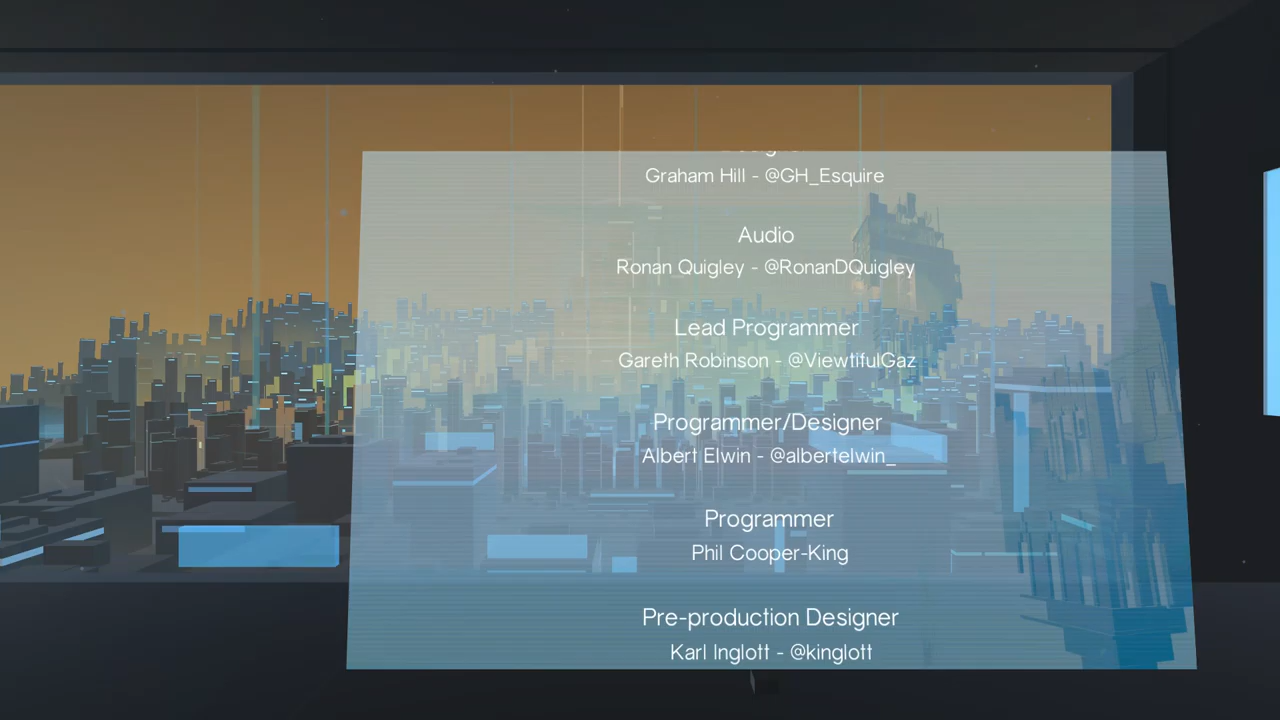 Graham Hill - @GH_Esquire
Audio
Ronan Quigley - @RonanDQuigley
Lead Programmer
Gareth Robinson - @ViewtifulGaz
Programmer/Designer
Albert Elwin - @albertelwin_
Programmer
Phil Cooper-King
Pre-production Designer
Karl Inglott - @kinglott